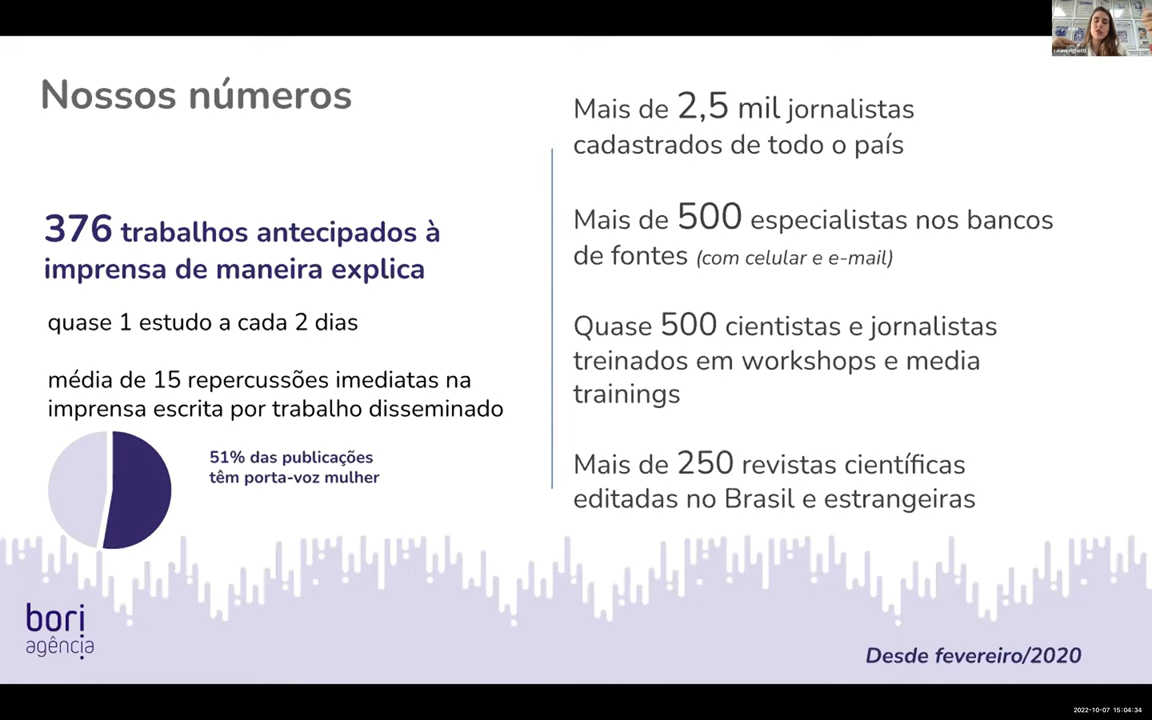 Nossos números
376 trabalhos antecipados à
imprensa de maneira explica
quase 1 estudo a cada 2 dias
média de 15 repercussões imediatas na
imprensa escrita por trabalho disseminado
51% das publicações
têm porta-voz mulher
Mais de 2,5 mil jornalistas
cadastrados de todo o país
Mais de 500 especialistas nos bancos
de fontes (com celular e e-mail)
Quase 500 cientistas e jornalistas
treinados em workshops e media
trainings
Mais de 250 revistas científicas
editadas no Brasil e estrangeiras
bori
agência
Desde fevereiro/2020
2022-10-07 15:04:34